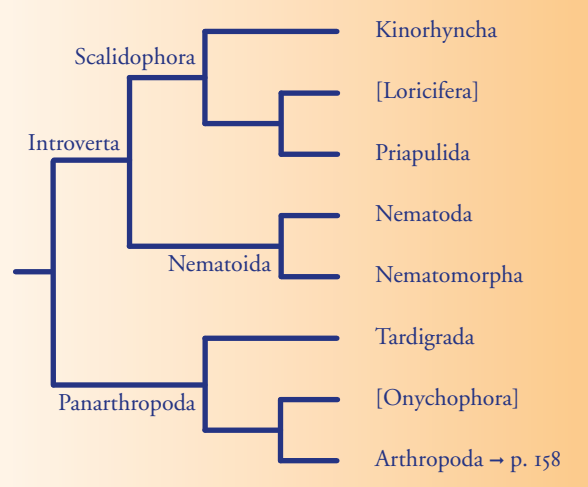 Kinorhyncha
Scalidophora
[Loricifera]
Introverta
Priapulida
Nematoda
Nematoida
Nematomorpha
Tardigrada
Panarthropoda
[Onychophora]
Arthropoda → p. 158